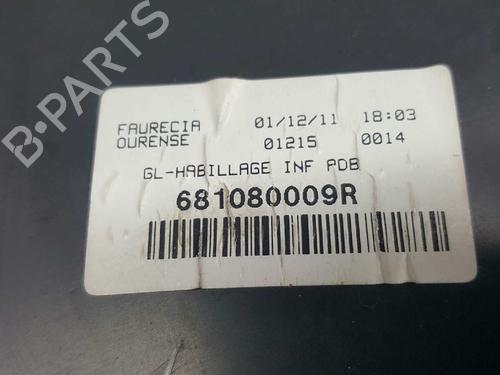 B-PARTS
FAURECIA 01/12/11 18:03
OURENSE 01215 0014
GL-HABILLAGE INF PDB
681080009R